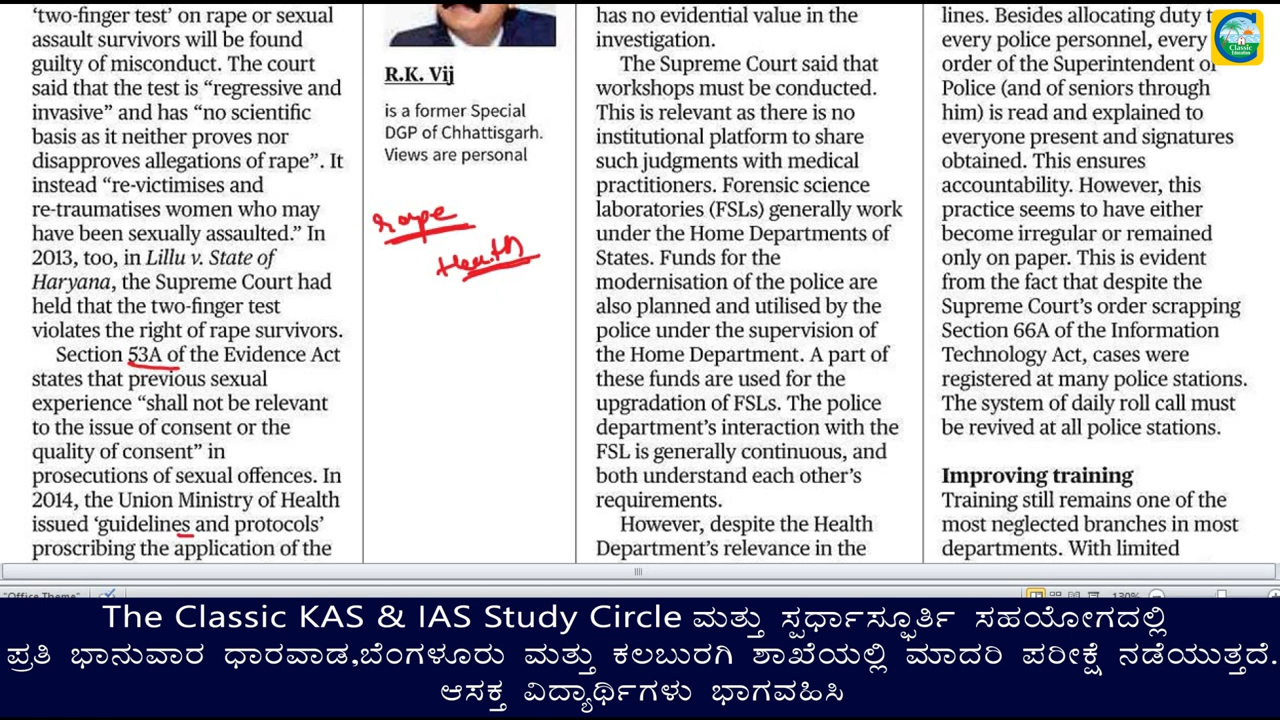 'two-finger test' on rape or sexual
assault survivors will be found
guilty of misconduct. The court
said that the test is "regressive and
invasive" and has "no scientific
basis as it neither proves nor
disapproves allegations of rape". It
instead "re-victimises and
re-traumatises women who may
have been sexually assaulted." In
2013, too, in Lillu v. State of
Haryana, the Supreme Court had
held that the two-finger test
violates the right of rape survivors.
Section 53A of the Evidence Act
states that previous sexual
experience "shall not be relevant
to the issue of consent or the
quality of consent" in
prosecutions of sexual offences. In
2014, the Union Ministry of Health
issued 'guidelines and protocols'
proscribing the application of the
R.K. Vij
is a former Special
DGP of Chhattisgarh.
Views are personal
rape
Health
has no evidential value in the
investigation.
The Supreme Court said that
workshops must be conducted.
This is relevant as there is no
institutional platform to share
such judgments with medical
practitioners. Forensic science
laboratories (FSLs) generally work
under the Home Departments of
States. Funds for the
modernisation of the police are
also planned and utilised by the
police under the supervision of
the Home Department. A part of
these funds are used for the
upgradation of FSLs. The police
department's interaction with the
FSL is generally continuous, and
both understand each other's
requirements.
However, despite the Health
Department's relevance in the
lines. Besides allocating duty
every police personnel, every
order of the Superintendent of
Police (and of seniors through
him) is read and explained to
everyone present and signatures
obtained. This ensures
accountability. However, this
practice seems to have either
become irregular or remained
only on paper. This is evident
from the fact that despite the
Supreme Court's order scrapping
Section 66A of the Information
Technology Act, cases were
registered at many police stations.
The system of daily roll call must
be revived at all police stations.
Improving training
Training still remains one of the
most neglected branches in most
departments. With limited
Classic
Education
"Office Theme"
130%
The Classic KAS & IAS Study Circle ಮತ್ತು ಸ್ಪರ್ಧಾಸ್ಫೂರ್ತಿ ಸಹಯೋಗದಲ್ಲಿ
ಪ್ರತಿ ಭಾನುವಾರ ಧಾರವಾಡ,ಬೆಂಗಳೂರು ಮತ್ತು ಕಲಬುರಗಿ ಶಾಖೆಯಲ್ಲಿ ಮಾದರಿ ಪರೀಕ್ಷೆ ನಡೆಯುತ್ತದೆ.
ಆಸಕ್ತ ವಿದ್ಯಾರ್ಥಿಗಳು ಭಾಗವಹಿಸಿ